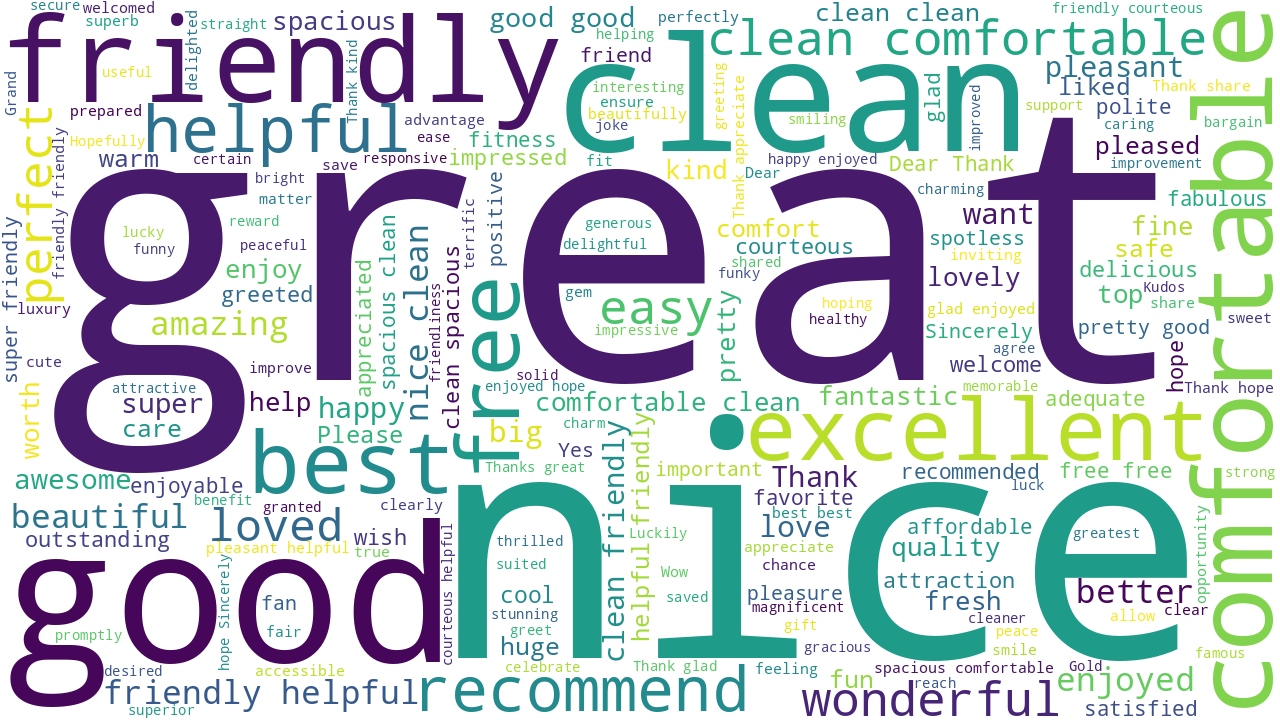 secure
welcomed
superb
straight
spacious
good good
perfectly
clean clean
friendly courteous
friendly
delighted
Thank kind
helping
friend
clean
clean comfortable
comfortable
pleasant
Grand
useful
interesting
ensure
beautifully
joke
greeting
Thank appreciate
glad
liked
Thank share
polite
support
caring
bargain
prepared
helpful
advantage
ease
fitness
smiling
improved
pleased
Hopefully
perfect
friendly friendly
warm
certain
save
responsive
impressed
fit
kind
Dear
happy enjoyed
Dear Thank
improvement
great
bright
matter
reward
positive
terrific
charming
fabulous
want
fine
safe
generous
delightful
comfort
courteous
shared
funky
spotless
inviting
lovely
delicious
Kudos
top
share
sweet
lucky
funny
peaceful
enjoy
greeted
amazing
appreciated
spacious clean
nice clean
friendliness
clean spacious
free
gem
easy
impressive
pretty
hoping
healthy
glad enjoyed
Sincerely
agree
pretty good
super friendly
luxury
cute
improve
solid
enjoyed hope
welcome
hope
Thank hope
worth
attractive
super
care
help
happy
Please
comfortable clean
charm
fantastic
memorable
adequate
best
big
Yes
excellent
Thanks great
clean friendly
helpful friendly
important
Thank
recommended
luck
free free
strong
awesome
enjoyable
benefit
granted
clearly
favorite
best best
love
affordable
greatest
opportunity
beautiful
outstanding
loved
pleasant helpful
wish
true
courteous helpful
nice
thrilled
suited
Luckily
Wow
saved
appreciate
chance
quality
good
fan
fair
hope Sincerely
cool
stunning
greet
huge
pleasure
magnificent
gift
gracious
attraction
fresh
cleaner
peace
smile
better
clear
allow
famous
promptly
desired
accessible
celebrate
Thank glad
feeling
spacious comfortable
reach
Gold
friendly helpful
superior
recommend
fun
wonderful
enjoyed
satisfied